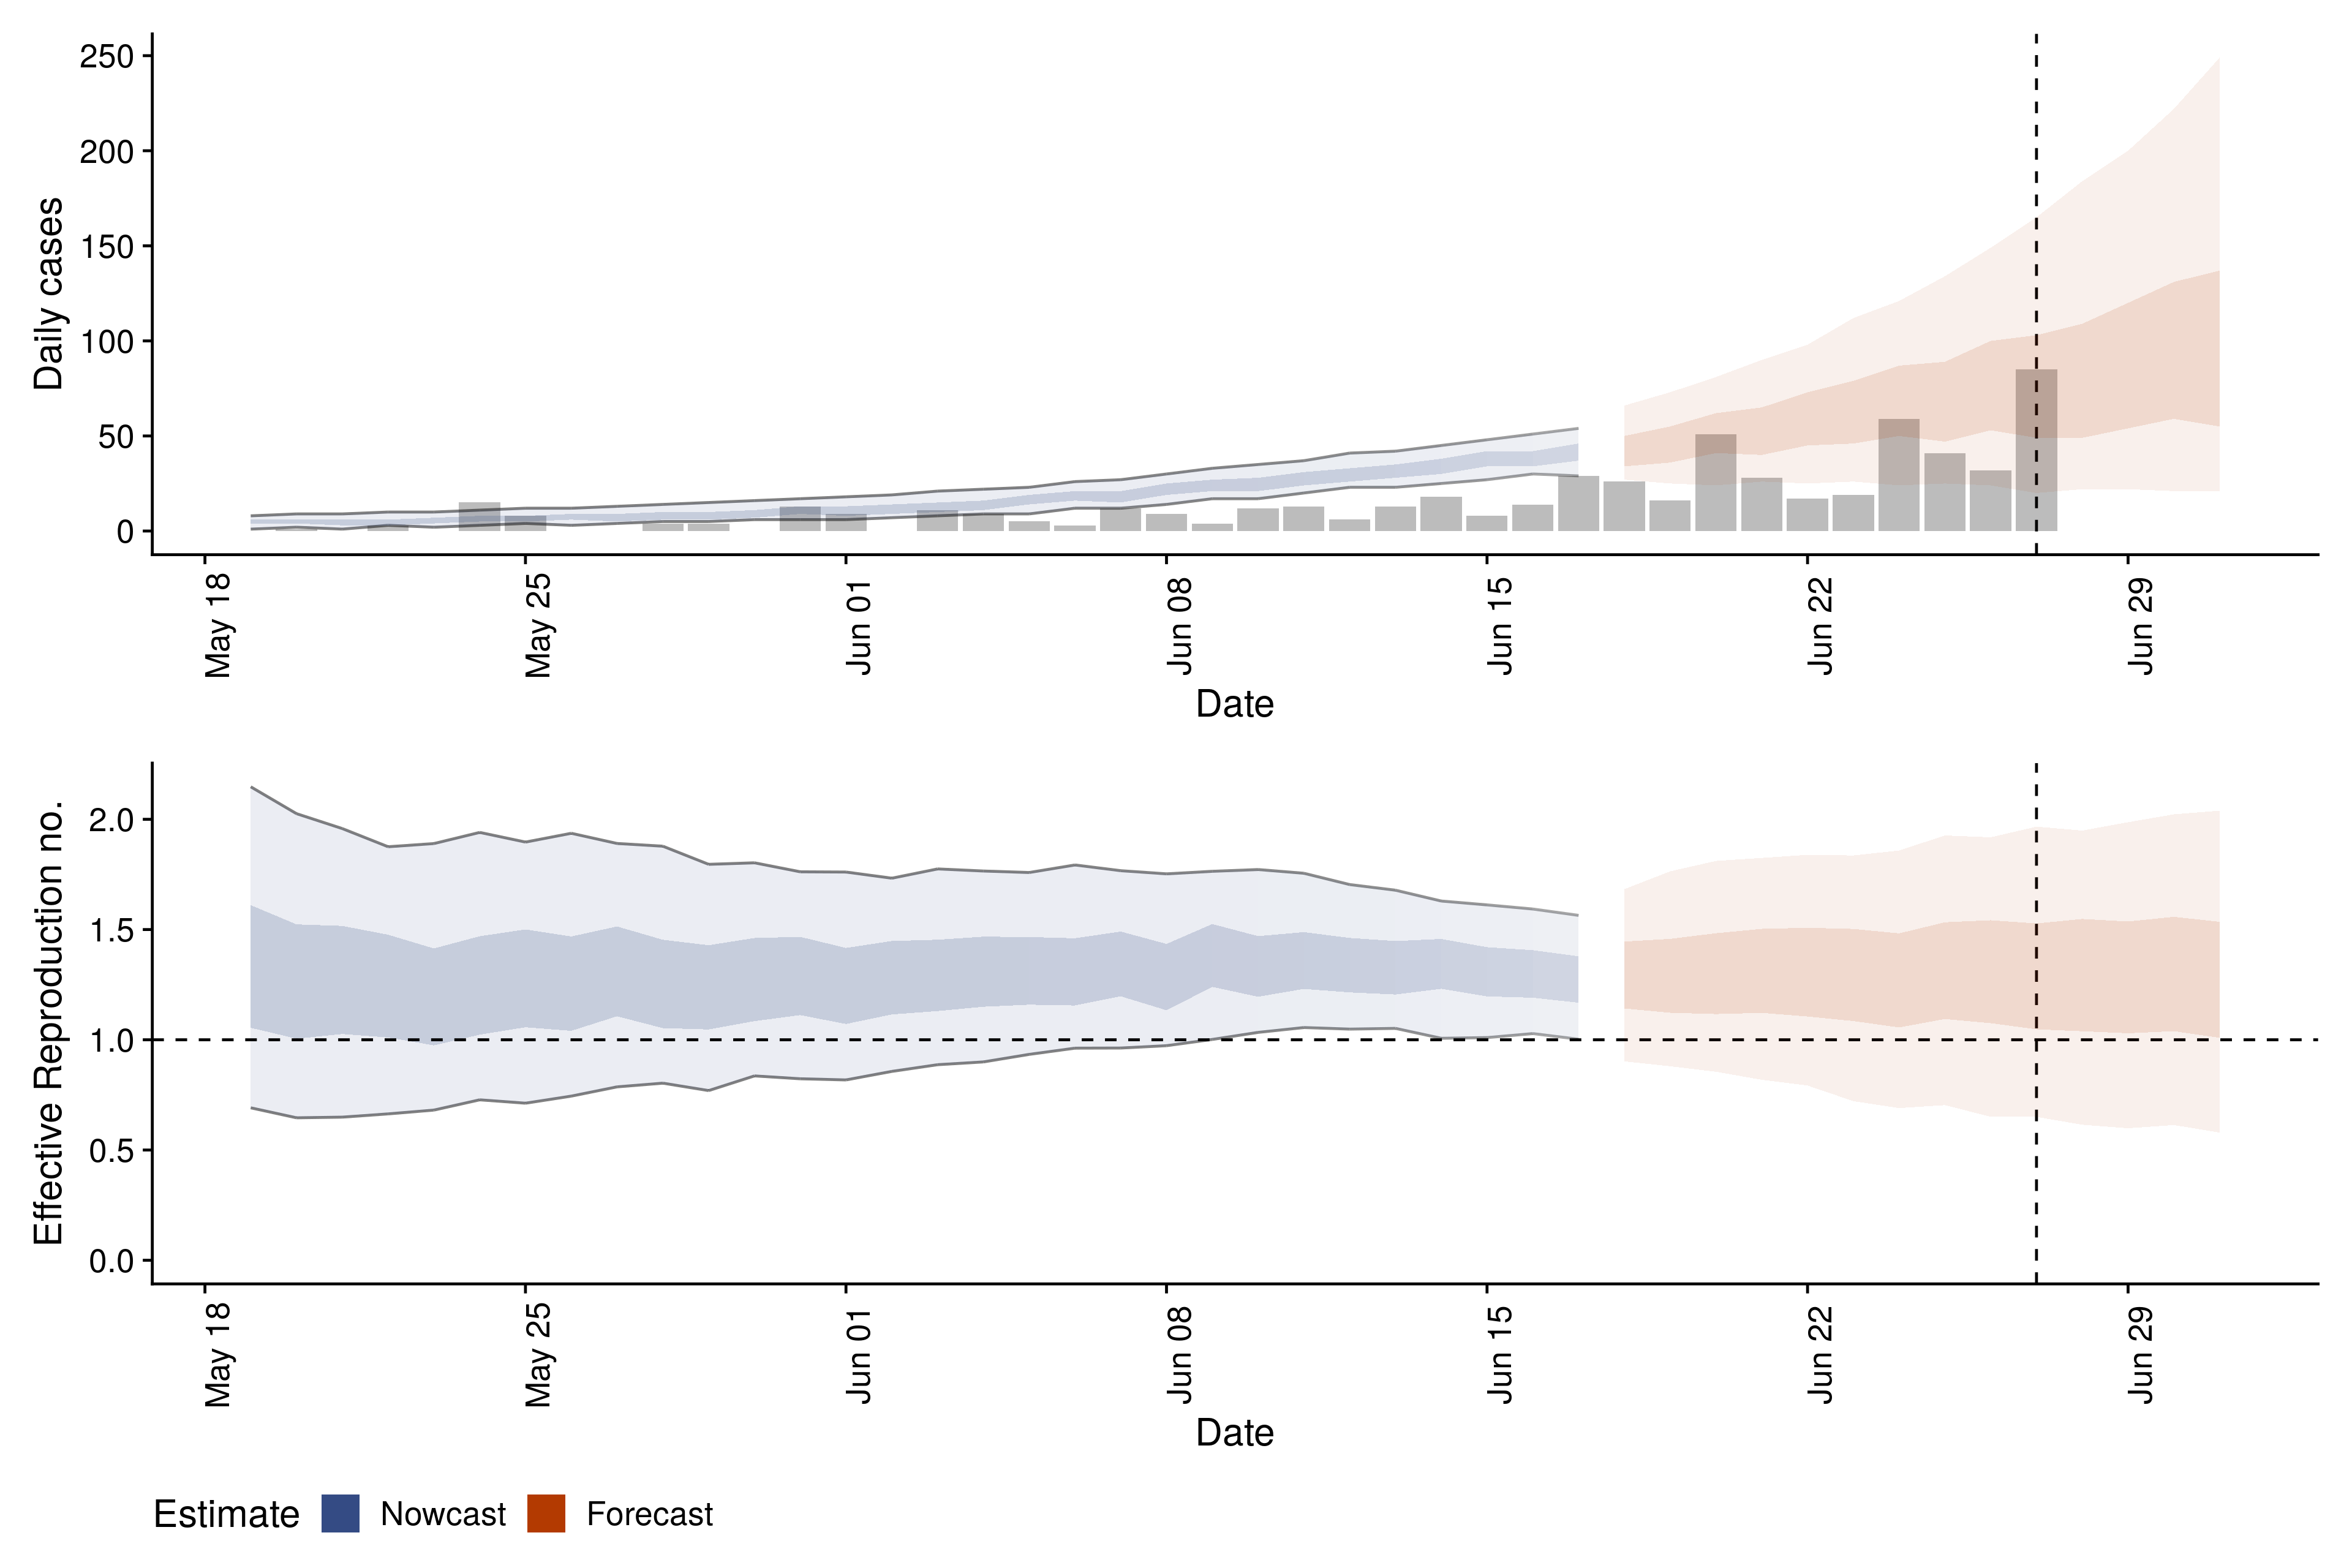 250
200
150
100
50
0
Daily cases
May 18
May 25
Jun 01
Jun 08
Jun 15
Jun 22
Jun 29
Date
2.0
1.5
1.0
0.5
0.0
Effective Reproduction no.
May 18
May 25
Jun 01
Jun 08
Jun 15
Jun 22
Jun 29
Date
Estimate Nowcast Forecast